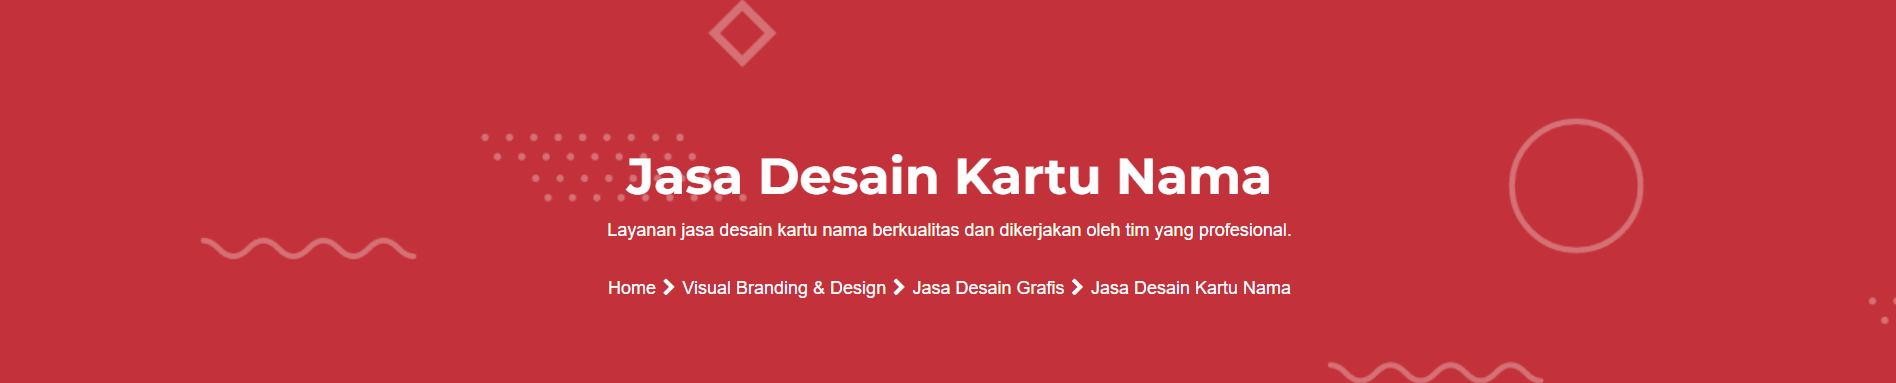 Jasa Desain Kartu Nama
Layanan jasa desain kartu nama berkualitas dan dikerjakan oleh tim yang profesional.
Home > Visual Branding & Design > Jasa Desain Grafis > Jasa Desain Kartu Nama